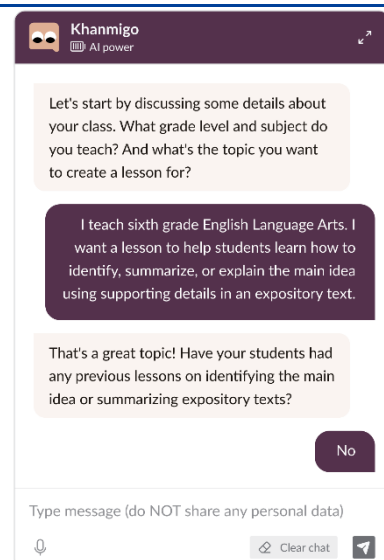 Khanmigo
AI power
Let's start by discussing some details about
your class. What grade level and subject do
you teach? And what's the topic you want
to create a lesson for?
I teach sixth grade English Language Arts. I
want a lesson to help students learn how to
identify, summarize, or explain the main idea
using supporting details in an expository text.
That's a great topic! Have your students had
any previous lessons on identifying the main
idea or summarizing expository texts?
No
Type message (do NOT share any personal data)
Clear chat